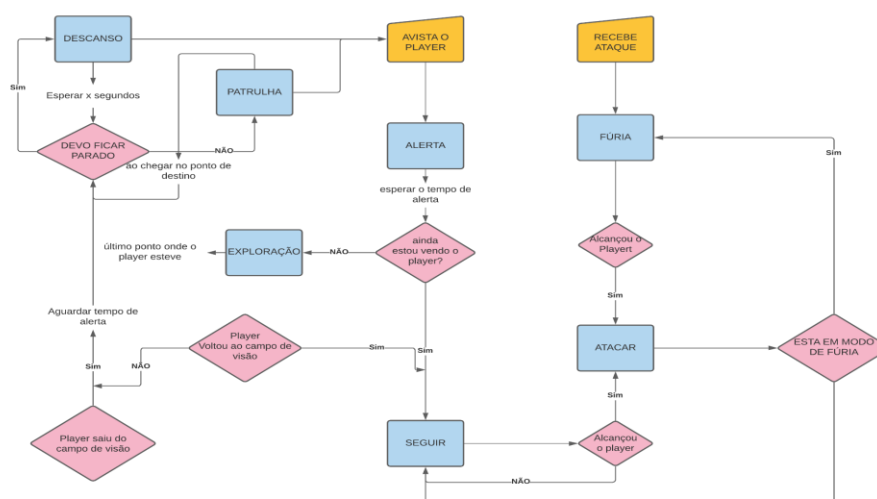 DESCANSO
AVISTA O
PLAYER
RECEBE
ATAQUE
Sim
Esperar x segundos
PATRULHA
DEVO FICAR
PARADO
NÃO
ao chegar no ponto de
destino
ALERTA
FÚRIA
Sim
esperar o tempo de
alerta
último ponto onde o
player esteve
EXPLORAÇÃO
NÃO
ainda
estou vendo o
player?
Alcançou o
Playert
Sim
Aguardar tempo de
alerta
Sim
NÃO
Player
Voltou ao campo de
visão
Sim
Sim
ATACAR
ESTA EM MODO
DE FÚRIA
Sim
Player saiu do
campo de visão
SEGUIR
Alcançou
o player
NÃO